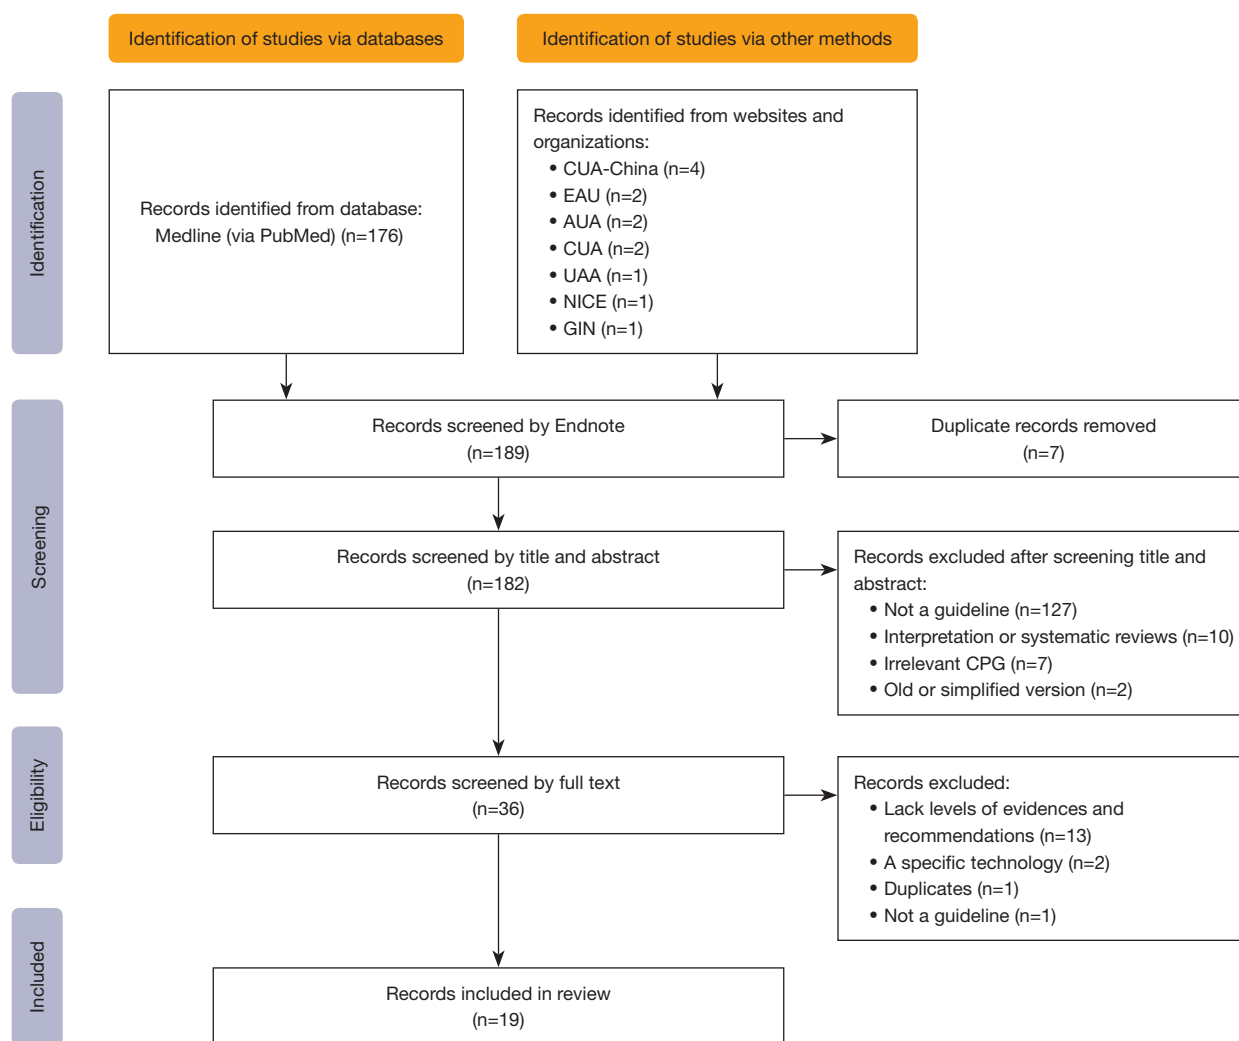 Identification of studies via databases
Identification of studies via other methods
Identification
Records identified from database:
Medline (via PubMed) (n=176)
Records identified from websites and
organizations:
• CUA-China (n=4)
• EAU (n=2)
• AUA (n=2)
• CUA (n=2)
• UAA (n=1)
• NICE (n=1)
• GIN (n=1)
Screening
Records screened by Endnote
(n=189)
Duplicate records removed
(n=7)
Records screened by title and abstract
(n=182)
Records excluded after screening title and
abstract:
• Not a guideline (n=127)
• Interpretation or systematic reviews (n=10)
• Irrelevant CPG (n=7)
• Old or simplified version (n=2)
Eligibility
Records screened by full text
(n=36)
Records excluded:
• Lack levels of evidences and
recommendations (n=13)
• A specific technology (n=2)
• Duplicates (n=1)
• Not a guideline (n=1)
Included
Records included in review
(n=19)